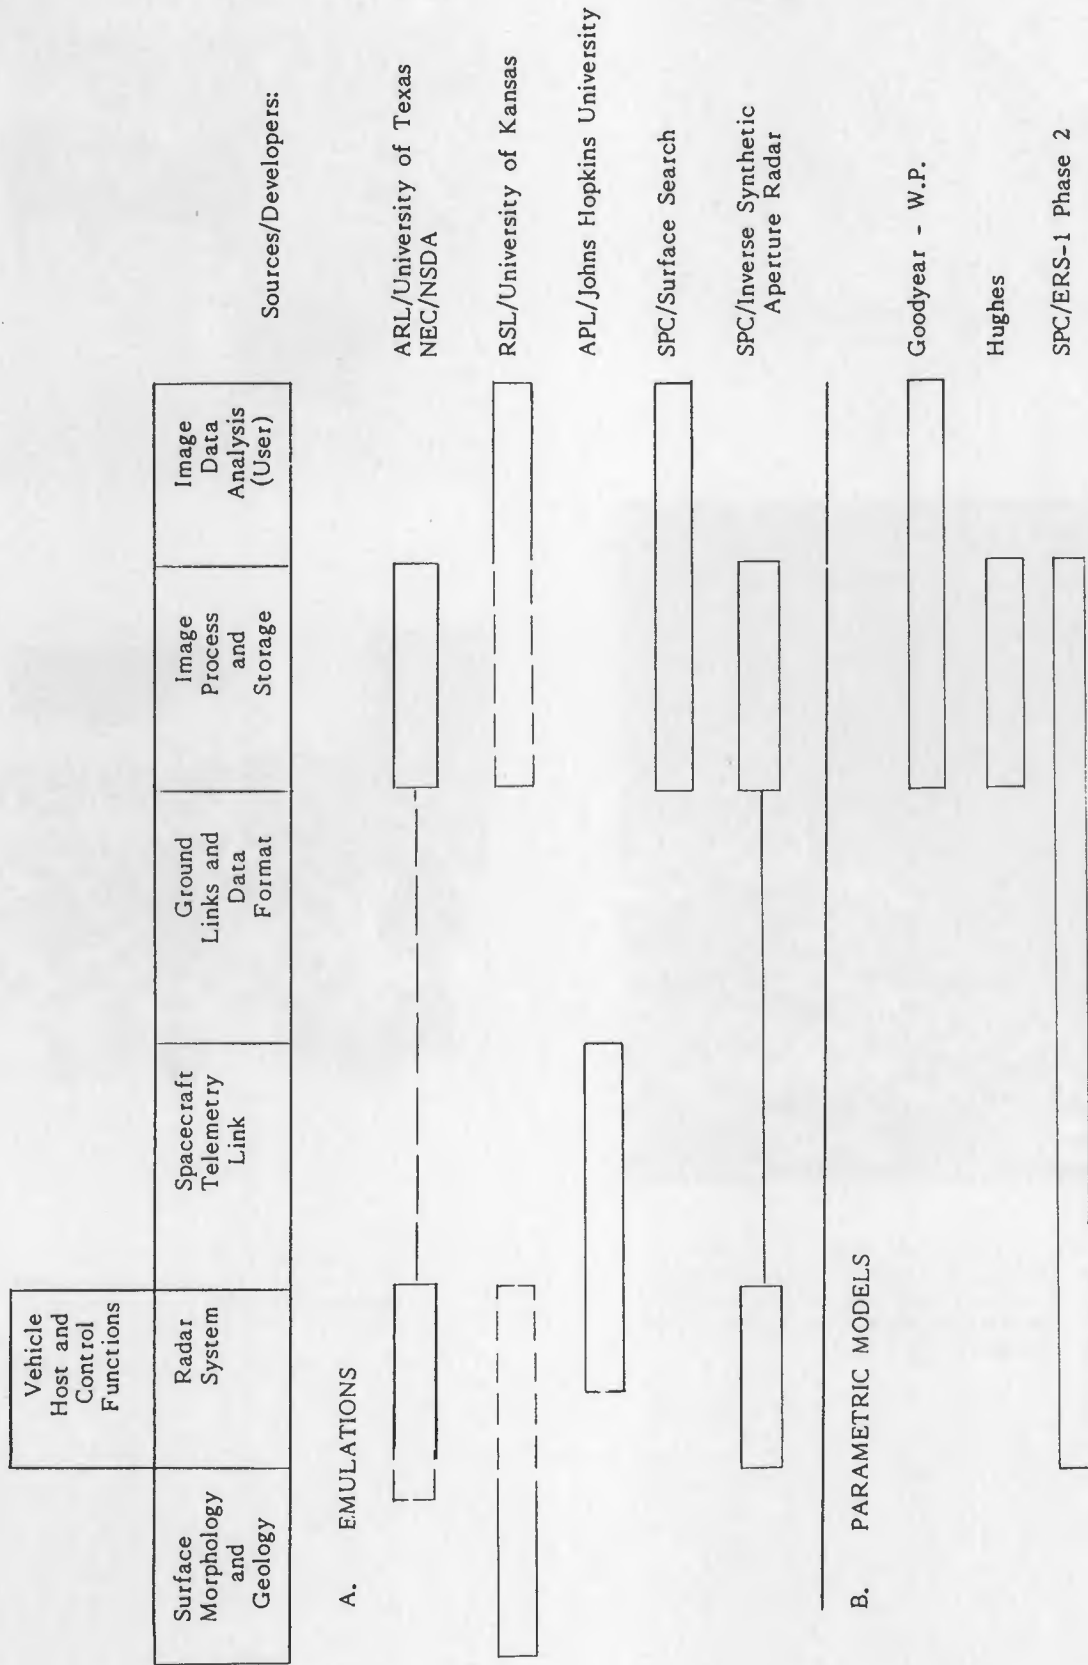 Vehicle
Host and
Control
Functions
Surface
Morphology
and
Geology
Radar
System
Spacecraft
Telemetry
Link
Ground
Links and
Data
Format
Image
Process
and
Storage
Image
Data
Analysis
(User)
Sources/Developers:
A. EMULATIONS
ARL/University of Texas
NEC/NSDA
RSL/University of Kansas
APL/Johns Hopkins University
SPC/Surface Search
SPC/Inverse Synthetic
Aperture Radar
B. PARAMETRIC MODELS
Goodyear - W.P.
Hughes
SPC/ERS-1 Phase 2